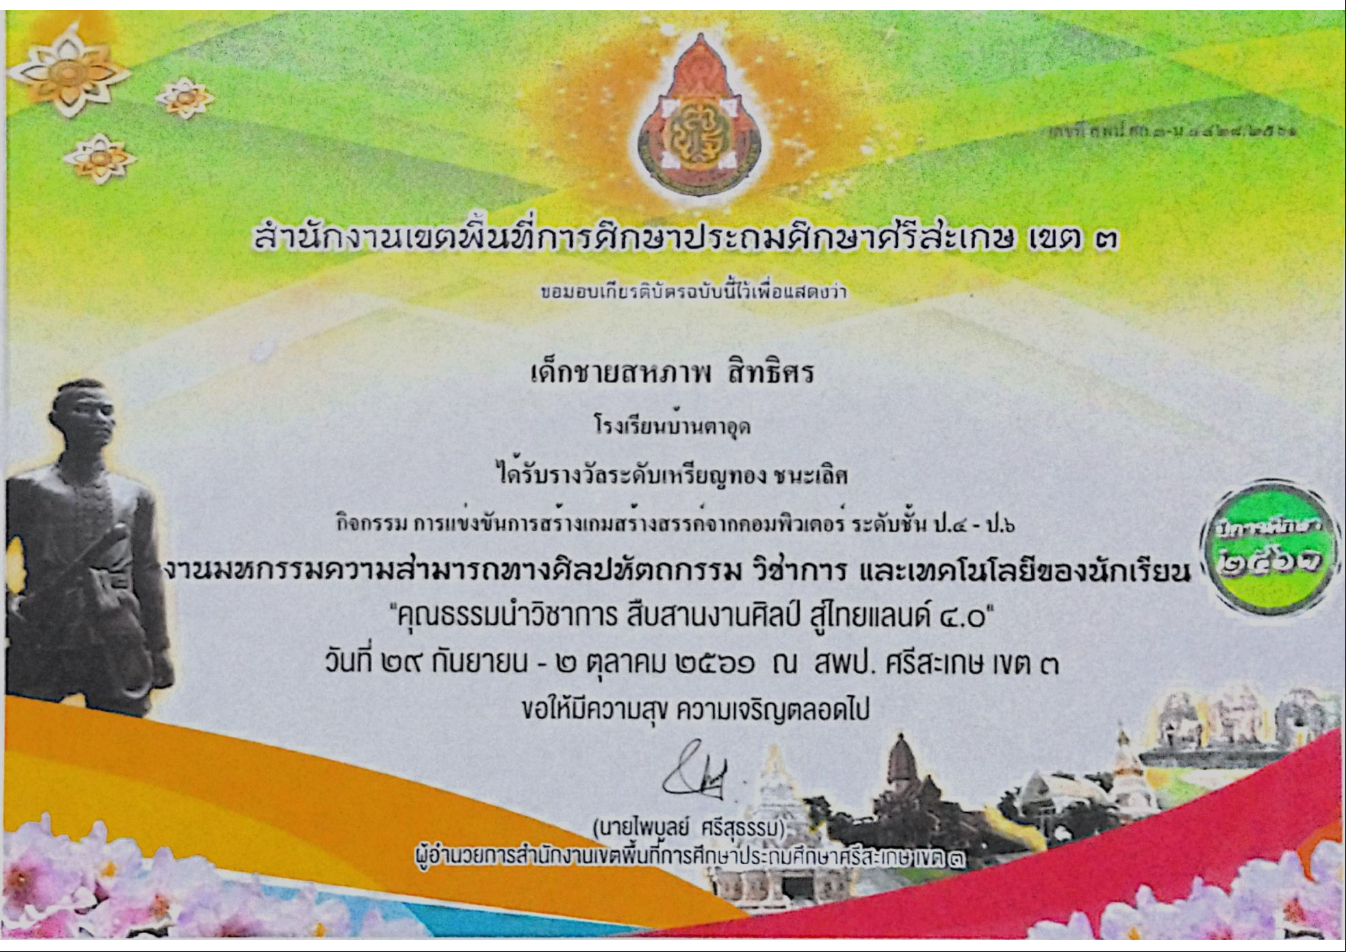 สำนักงานเขตพื้นที่การศึกษาประถมศึกษาศรีสะเกษ เขต ๓
ขอมอบเกียรติบัตรฉบับนี้ไว้เพื่อแสดงว่า
เด็กชายสหภาพ สิทธิศร
โรงเรียนบ้านตาอุด
ได้รับรางวัลระดับเหรียญทอง ชนะเลิศ
กิจกรรม การแข่งขันการสร้างเกมสร้างสรรค์จากคอมพิวเตอร์ ระดับชั้น ป.๔ - ป.๖
ปีการศึกษา
๒๕๖๑
งานมหกรรมความสามารถทางศิลปหัตถกรรม วิชาการ และเทคโนโลยีของนักเรียน
"คุณธรรมนำวิชาการ สืบสานงานศิลป์ สู่ไทยแลนด์ ๔.๐"
วันที่ ๒๙ กันยายน - ๒ ตุลาคม ๒๕๖๑ ณ สพป. ศรีสะเกษ เขต ๓
ขอให้มีความสุข ความเจริญตลอดไป
(นายไพบูลย์ ศรีสุธรรม)
ผู้อำนวยการสำนักงานเขตพื้นที่การศึกษาประถมศึกษาศรีสะเกษ เขต ๓